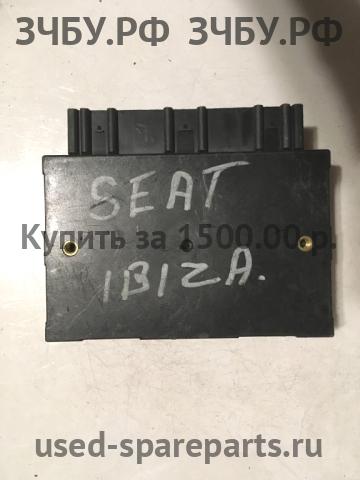 ЗЧБУ.РФ ЗЧБУ.РФ
SEAT
Купить за 1500.00 р.
IBIZA.
used-spareparts.ru